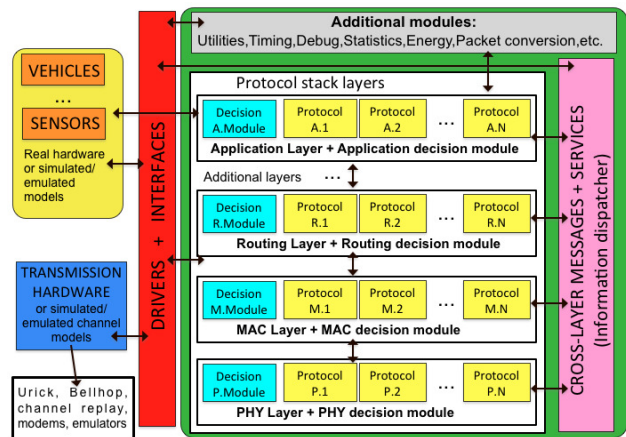 Additional modules:
Utilities,Timing,Debug,Statistics,Energy,Packet conversion,etc.
VEHICLES
...
SENSORS
Real hardware
or simulated/
emulated
models
TRANSMISSION
HARDWARE
or simulated/
emulated channel
models
Urick, Bellhop,
channel replay,
modems, emulators
DRIVERS + INTERFACES
Protocol stack layers
Decision
A.Module
Protocol
A.1
Protocol
A.2
...
Protocol
A.N
Application Layer + Application decision module
Additional layers
...
Decision
R.Module
Protocol
R.1
Protocol
R.2
...
Protocol
R.N
Routing Layer + Routing decision module
Decision
M.Module
Protocol
M.1
Protocol
M.2
...
Protocol
M.N
MAC Layer + MAC decision module
Decision
P.Module
Protocol
P.1
Protocol
P.2
...
Protocol
P.N
PHY Layer + PHY decision module
CROSS-LAYER MESSAGES + SERVICES
(Information dispatcher)